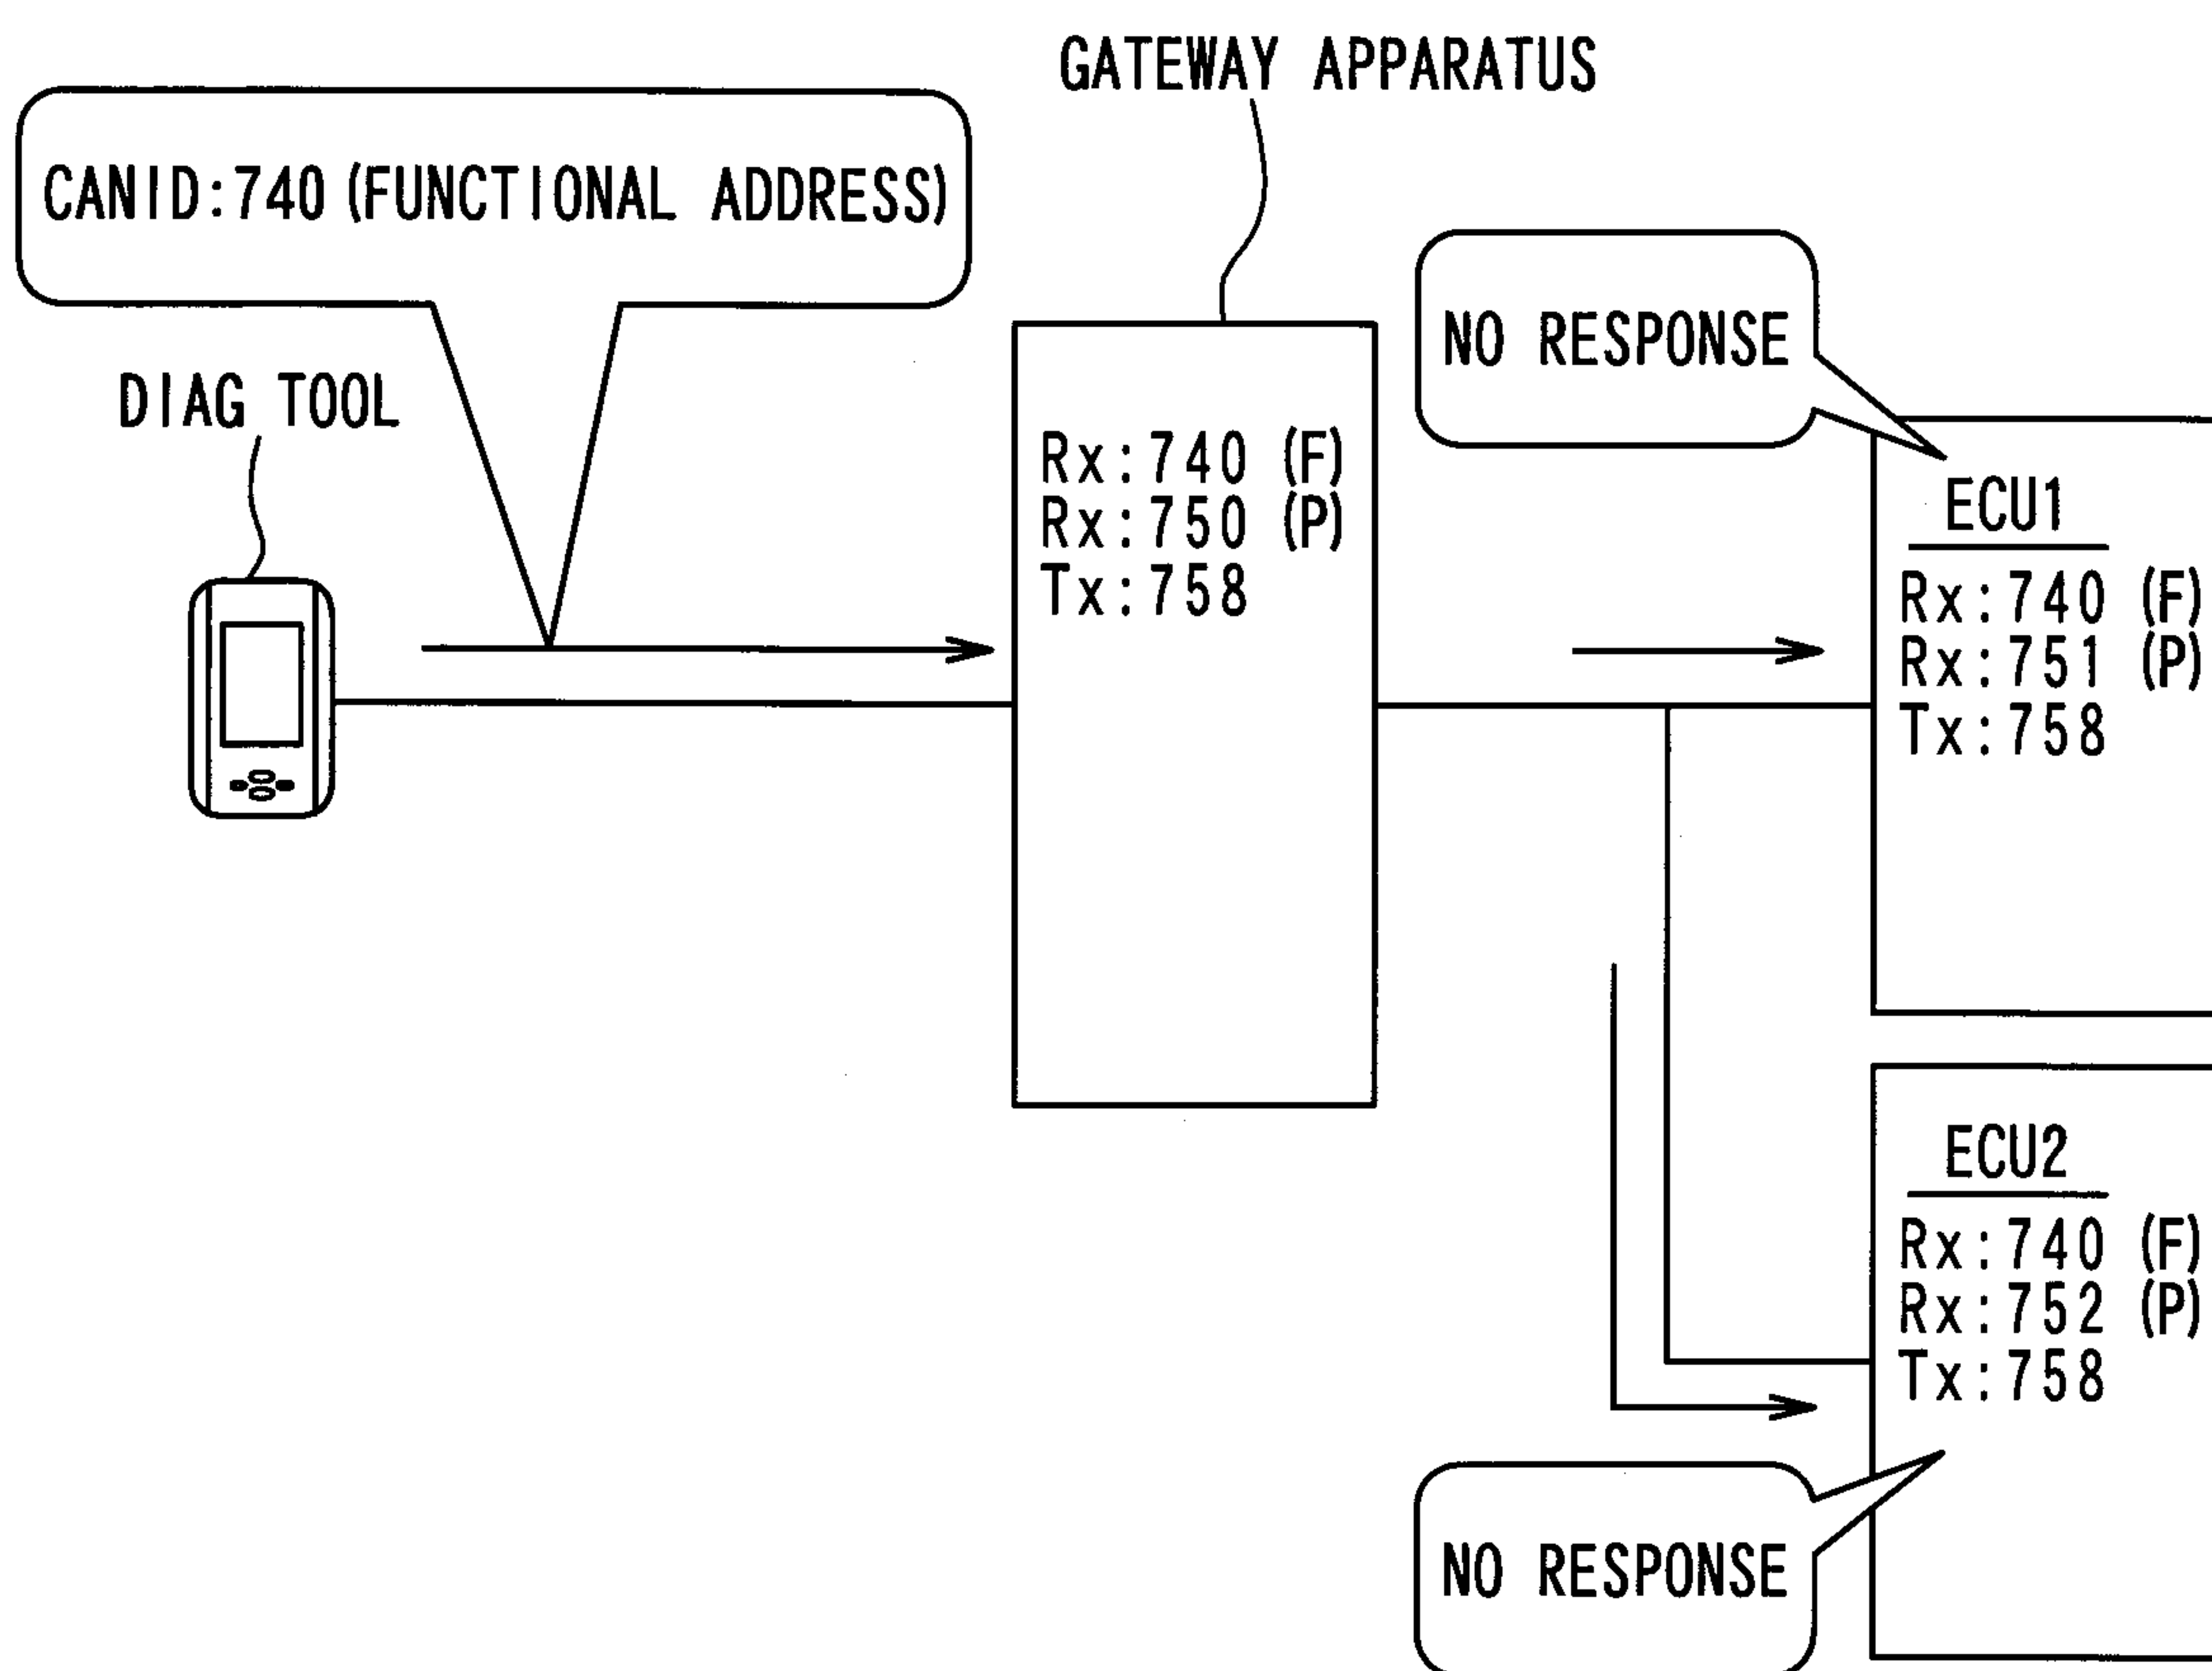 GATEWAY APPARATUS
CANID:740 (FUNCTIONAL ADDRESS)
DIAG TOOL
Rx:740 (F)
Rx:750 (P)
Tx:758
NO RESPONSE
ECU1
Rx:740 (F)
Rx:751 (P)
Tx:758
ECU2
Rx:740 (F)
Rx:752 (P)
Tx:758
NO RESPONSE